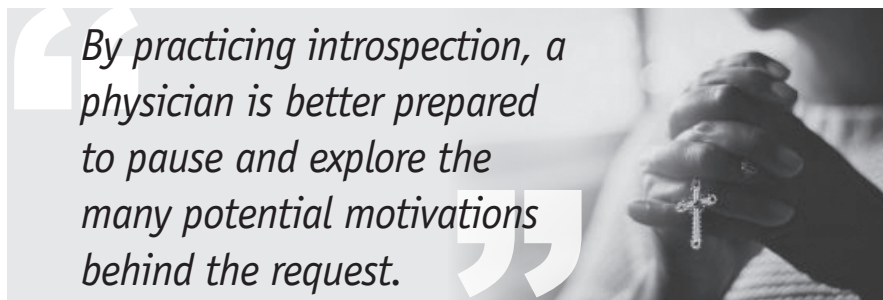 By practicing introspection, a
physician is better prepared
to pause and explore the
many potential motivations
behind the request.